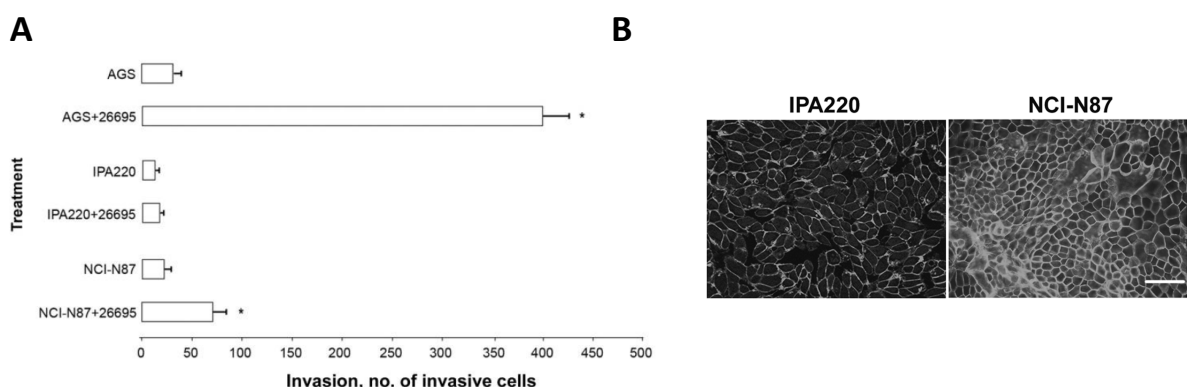 A
B
AGS
AGS+26695
*
IPA220
IPA220+26695
NCI-N87
NCI-N87+26695
*
Treatment
0 50 100 150 200 250 300 350 400 450 500
Invasion, no. of invasive cells
IPA220 NCI-N87